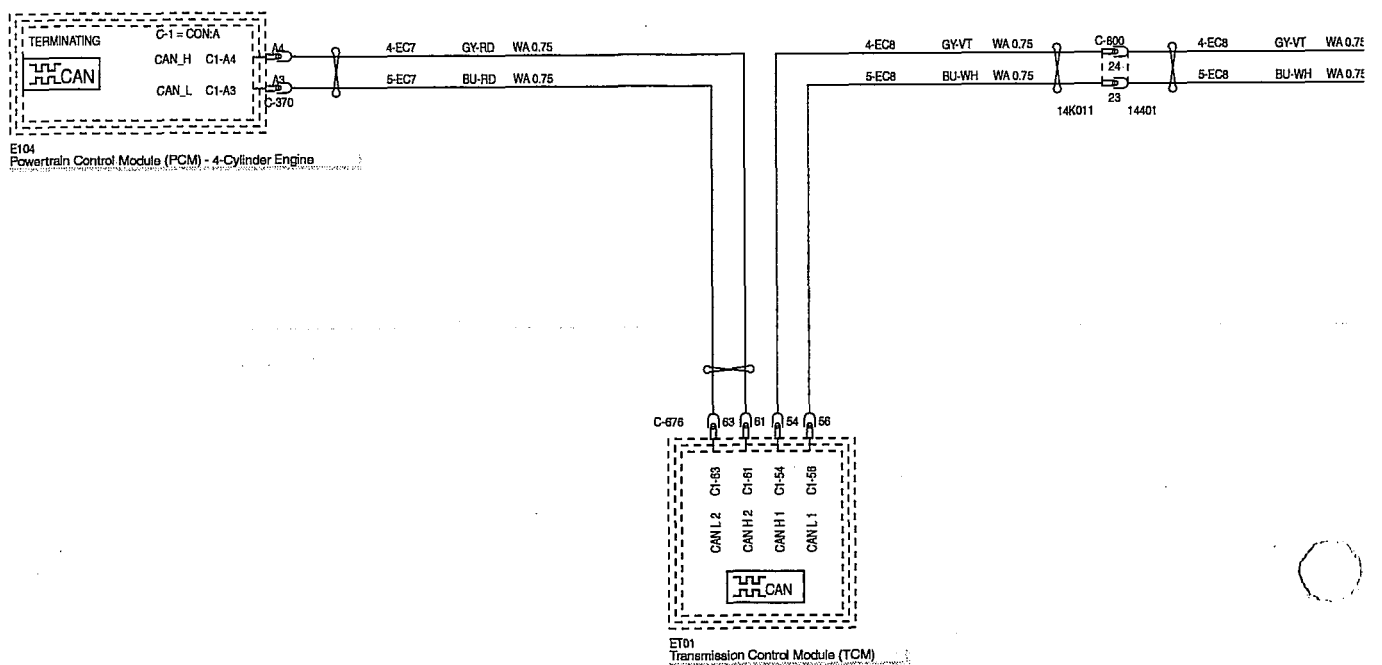 TERMINATING
C-1 = CON:A
CAN
CAN_H C1-A4
CAN_L C1-A3
A4
A3
C-370
E104
Powertrain Control Module (PCM) - 4-Cylinder Engine
4-EC7 GY-RD WA 0.75
5-EC7 BU-RD WA 0.75
4-EC8 GY-VT WA 0.75
5-EC8 BU-WH WA 0.75
C-600
24
23
14K011 14401
4-EC8 GY-VT WA 0.75
5-EC8 BU-WH WA 0.75
C-676 63 61 54 56
C1-63 C1-61 C1-54 C1-56
CAN L 2 CAN H 2 CAN H 1 CAN L 1
CAN
ET01
Transmission Control Module (TCM)